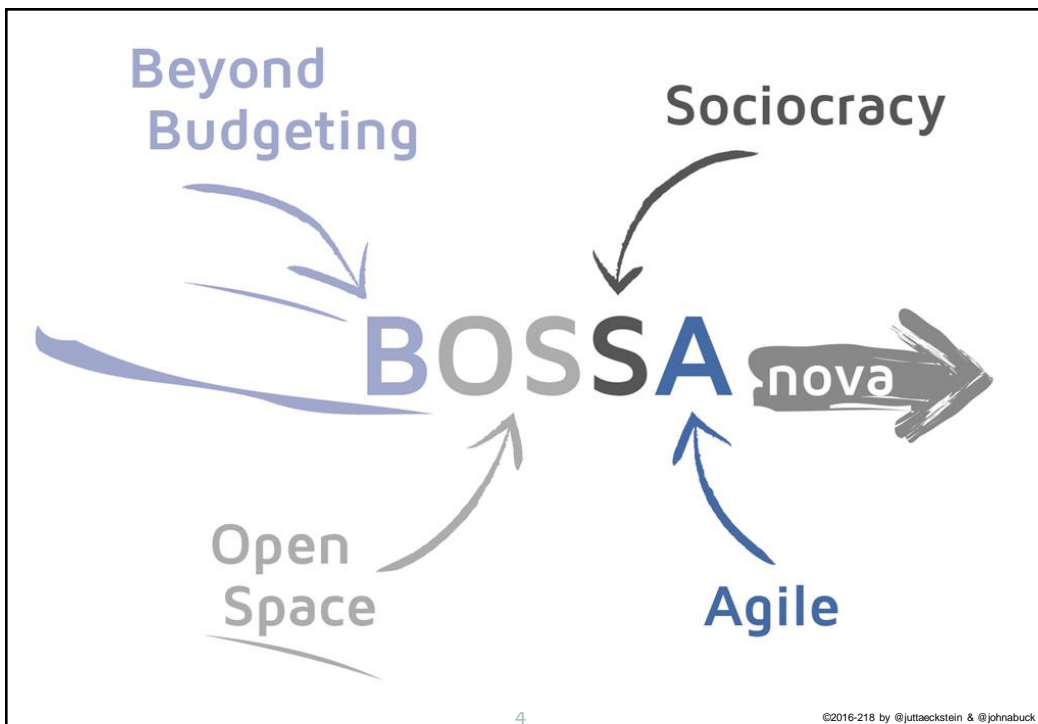 Beyond
Budgeting
Sociocracy
BOSSA nova
Open
Space
Agile
4
©2016-218 by @juttaeckstein & @johnabuck